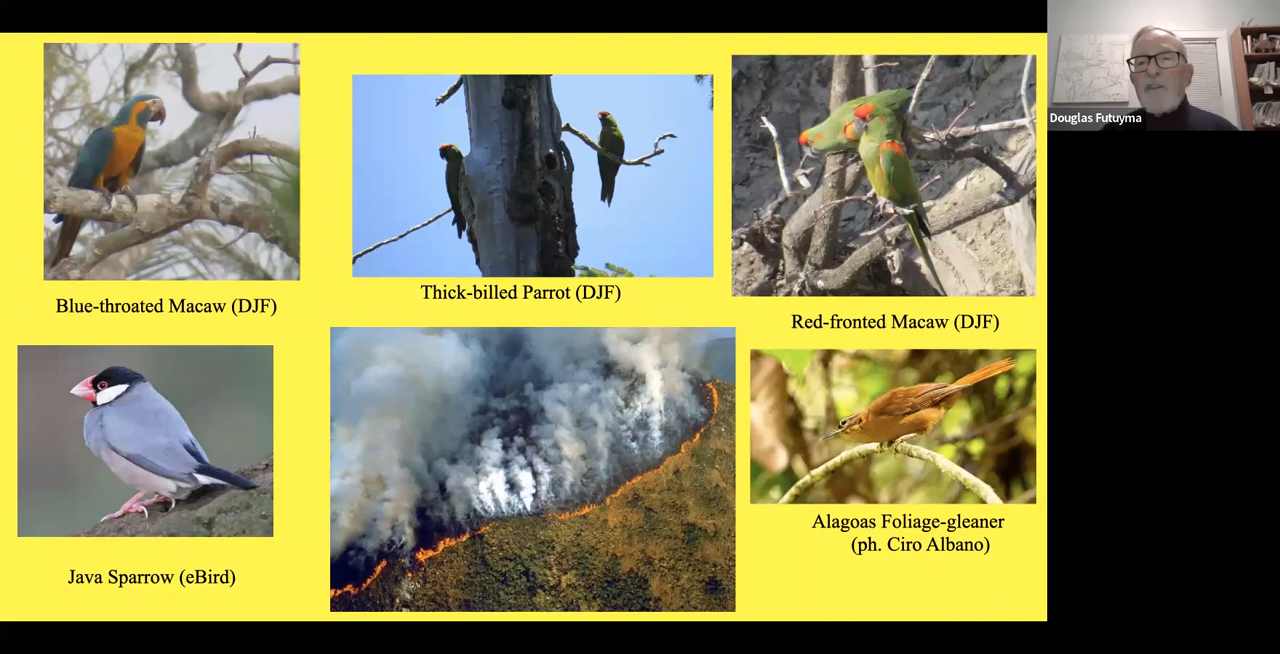 Douglas Futuyma
Blue-throated Macaw (DJF)
Thick-billed Parrot (DJF)
Red-fronted Macaw (DJF)
Java Sparrow (eBird)
Alagoas Foliage-gleaner
(ph. Ciro Albano)